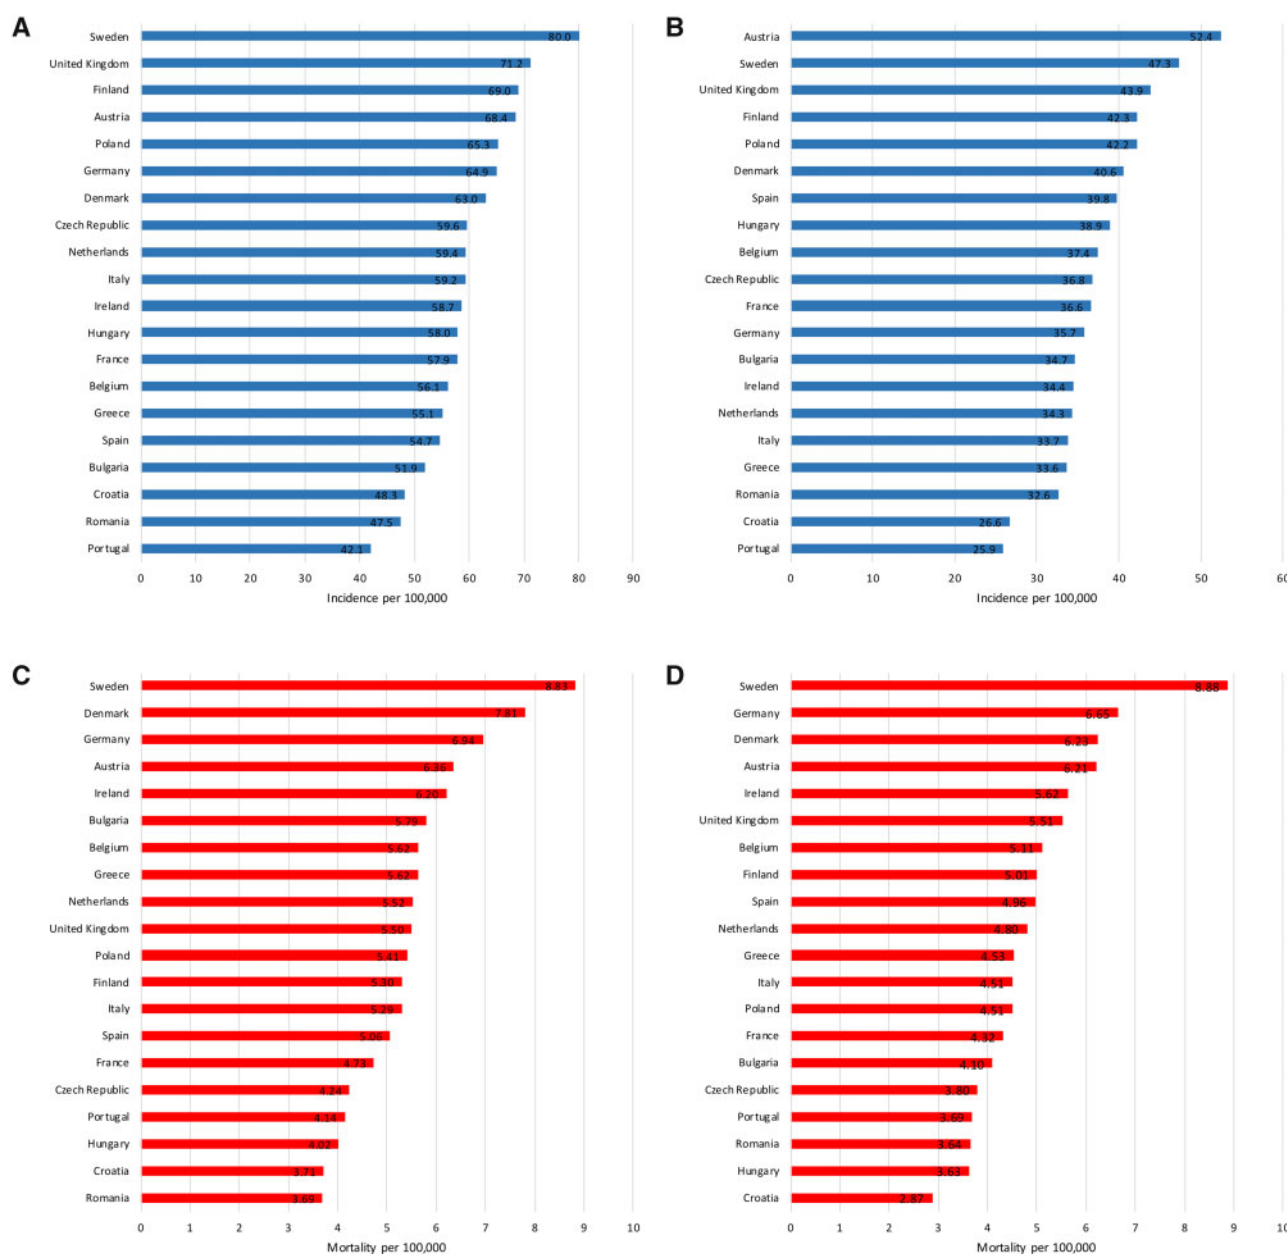 A
Sweden 80.0
United Kingdom 71.2
Finland 69.0
Austria 68.4
Poland 65.3
Germany 64.9
Denmark 63.0
Czech Republic 59.6
Netherlands 59.4
Italy 59.2
Ireland 58.7
Hungary 58.0
France 57.9
Belgium 56.1
Greece 55.1
Spain 54.7
Bulgaria 51.9
Croatia 48.3
Romania 47.5
Portugal 42.1
0 10 20 30 40 50 60 70 80 90
Incidence per 100,000
B
Austria 52.4
Sweden 47.3
United Kingdom 43.9
Finland 42.3
Poland 42.2
Denmark 40.6
Spain 39.8
Hungary 38.9
Belgium 37.4
Czech Republic 36.8
France 36.6
Germany 35.7
Bulgaria 34.7
Ireland 34.4
Netherlands 34.3
Italy 33.7
Greece 33.6
Romania 32.6
Croatia 26.6
Portugal 25.9
0 10 20 30 40 50 60
Incidence per 100,000
C
Sweden 8.83
Denmark 7.81
Germany 6.94
Austria 6.36
Ireland 6.20
Bulgaria 5.79
Belgium 5.62
Greece 5.62
Netherlands 5.52
United Kingdom 5.50
Poland 5.41
Finland 5.30
Italy 5.29
Spain 5.06
France 4.73
Czech Republic 4.24
Portugal 4.14
Hungary 4.02
Croatia 3.71
Romania 3.69
0 1 2 3 4 5 6 7 8 9 10
Mortality per 100,000
D
Sweden 8.88
Germany 6.65
Denmark 6.23
Austria 6.21
Ireland 5.62
United Kingdom 5.51
Belgium 5.11
Finland 5.01
Spain 4.96
Netherlands 4.80
Greece 4.53
Italy 4.51
Poland 4.51
France 4.32
Bulgaria 4.10
Czech Republic 3.80
Portugal 3.69
Romania 3.64
Hungary 3.63
Croatia 2.87
0 1 2 3 4 5 6 7 8 9 10
Mortality per 100,000